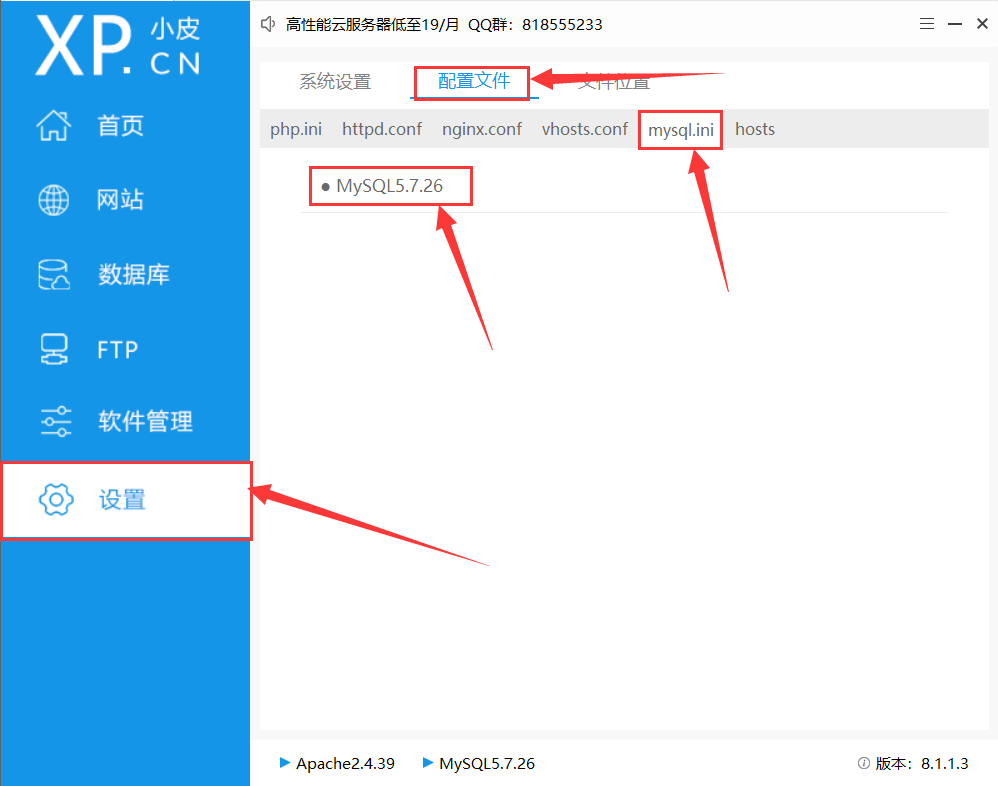 XP. 小皮
CN
高性能云服务器低至19/月 QQ群：818555233
首页
网站
数据库
FTP
软件管理
设置
系统设置 配置文件 文件位置
php.ini httpd.conf nginx.conf vhosts.conf mysql.ini hosts
MySQL5.7.26
Apache2.4.39 MySQL5.7.26 版本：8.1.1.3